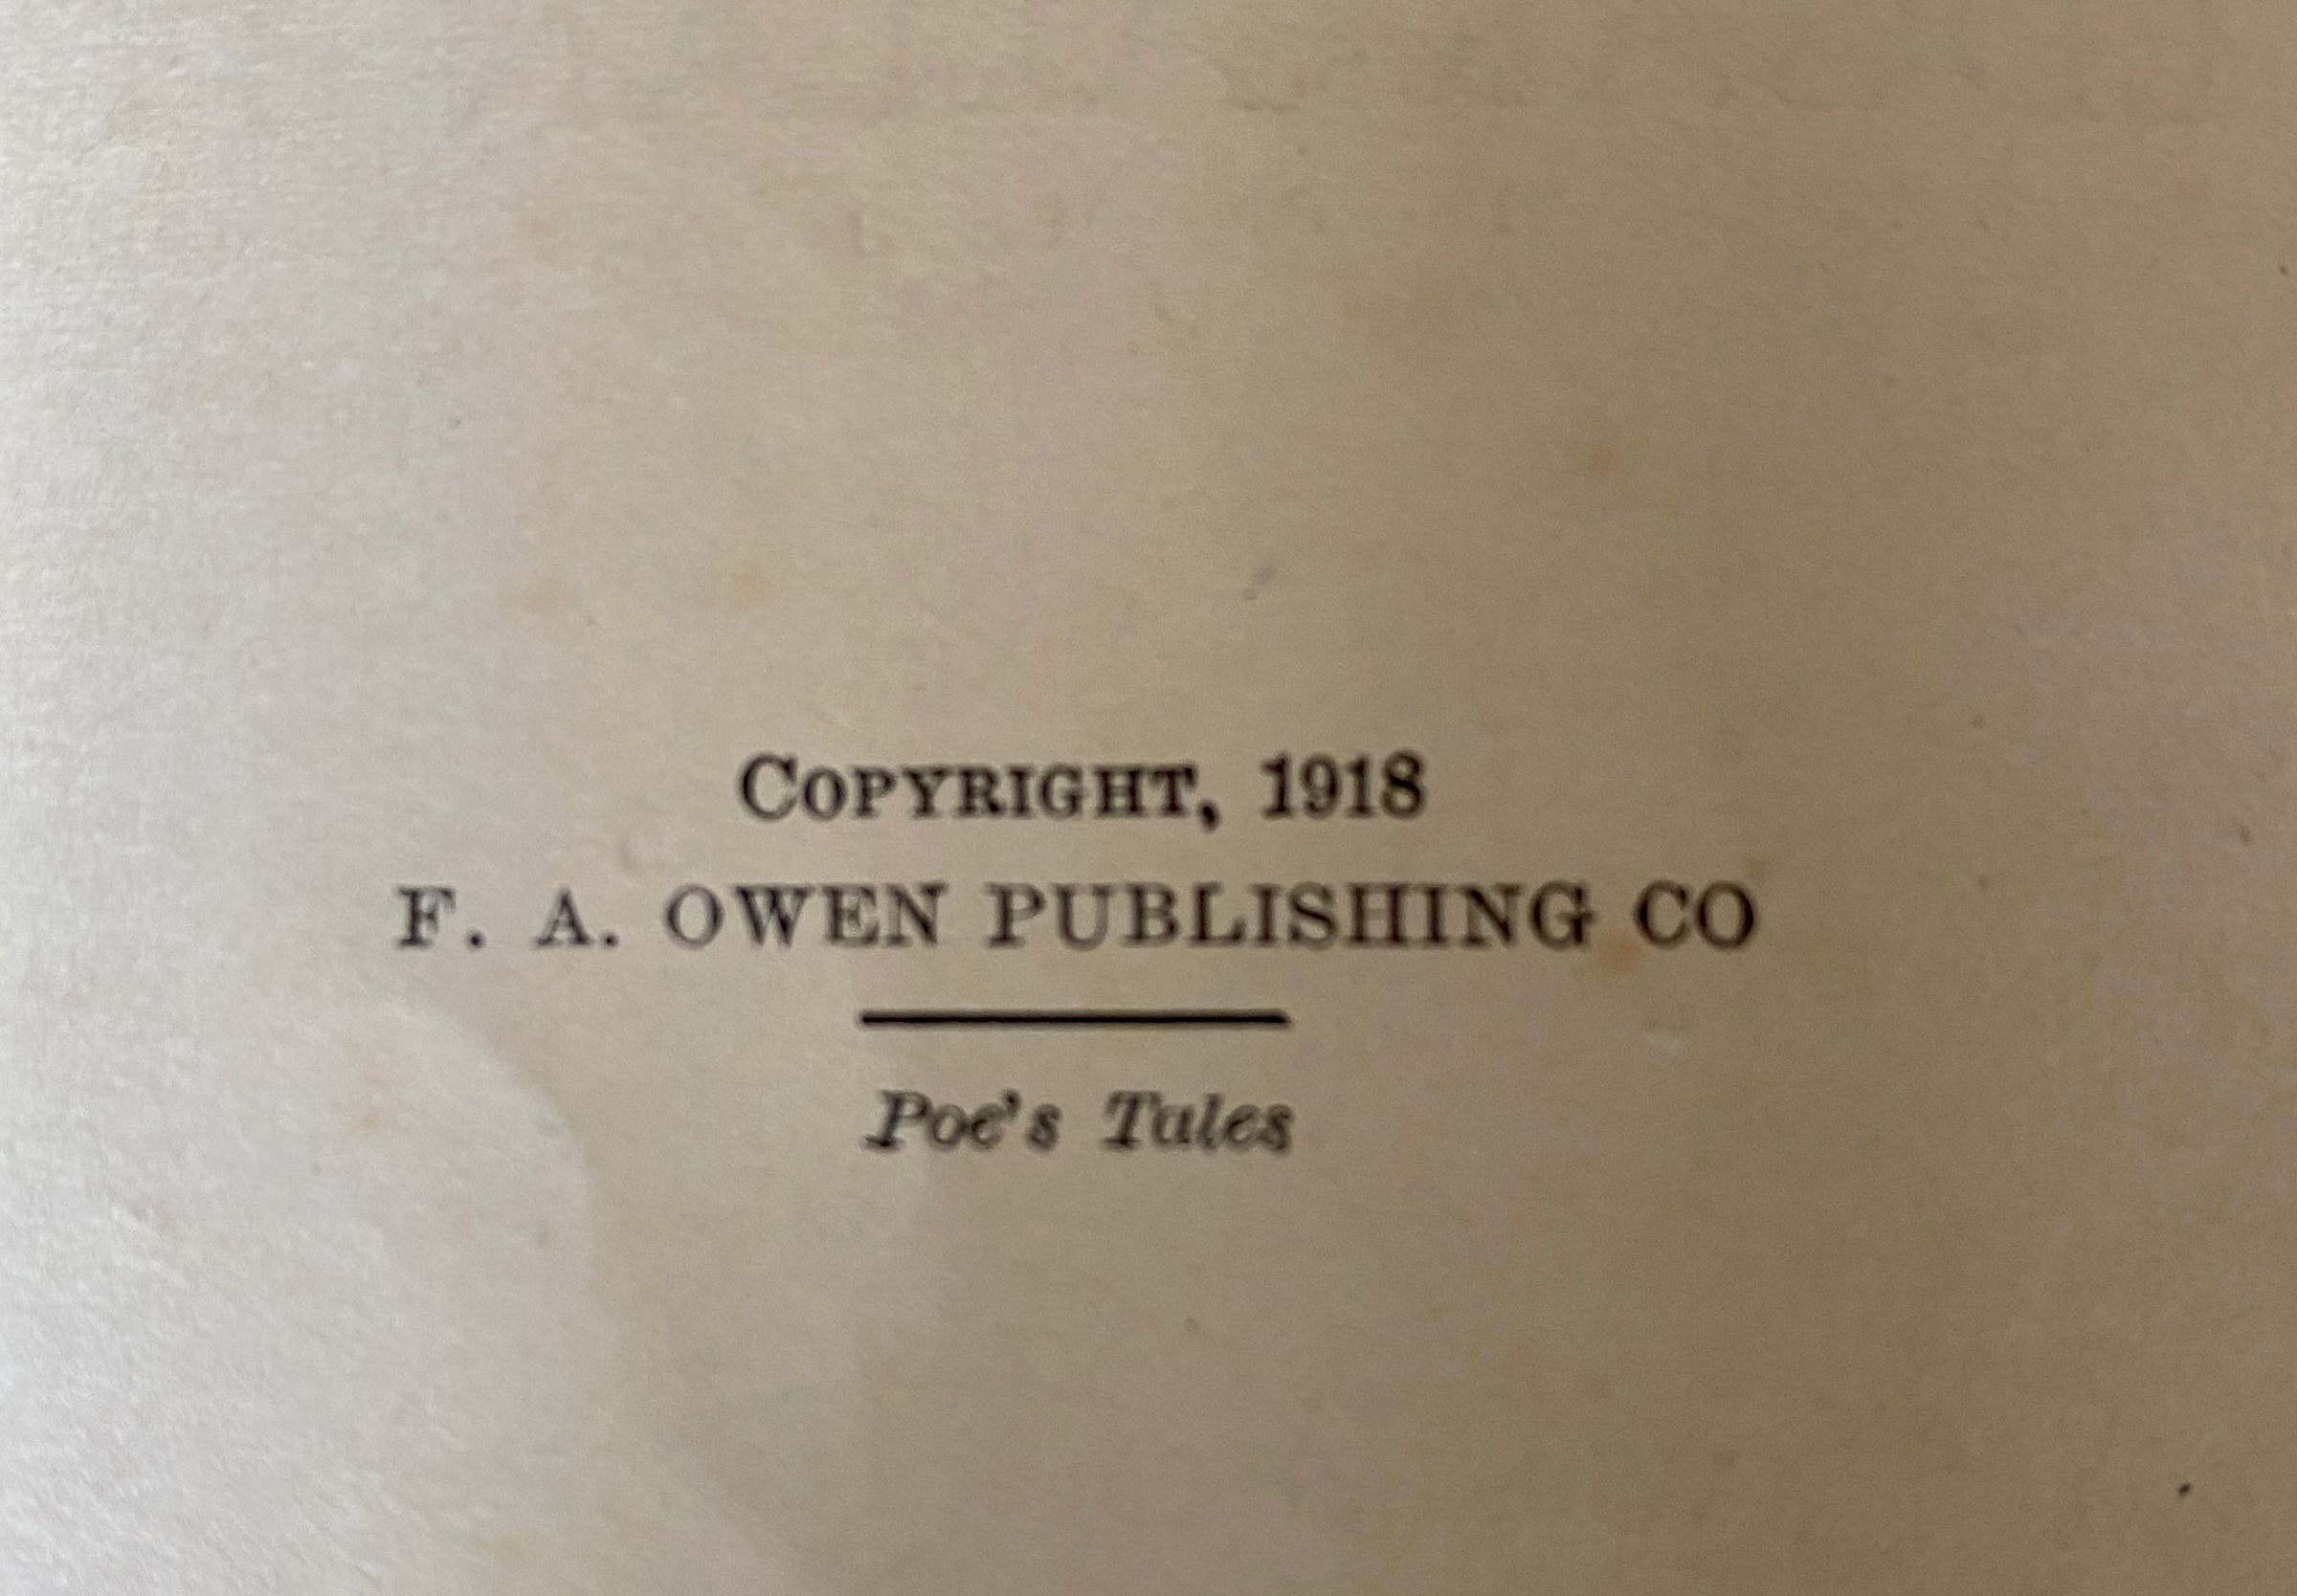 COPYRIGHT, 1918
F. A. OWEN PUBLISHING CO
Poe's Tales